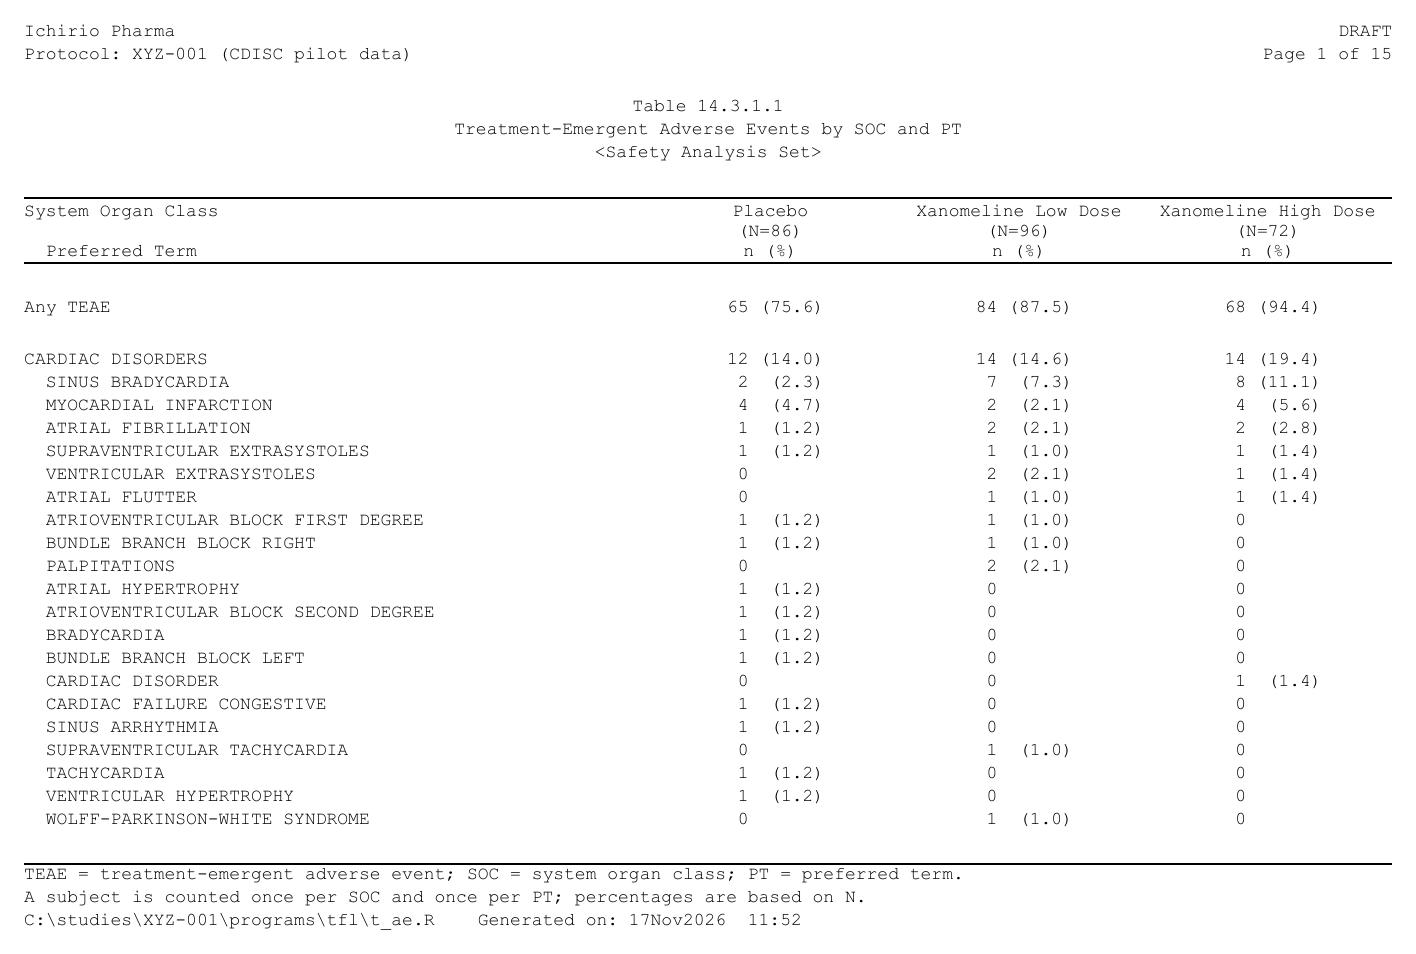 Ichirio Pharma DRAFT
Protocol: XYZ-001 (CDISC pilot data) Page 1 of 15
Table 14.3.1.1
Treatment-Emergent Adverse Events by SOC and PT
<Safety Analysis Set>
System Organ Class Placebo Xanomeline Low Dose Xanomeline High Dose
(N=86) (N=96) (N=72)
Preferred Term n (%) n (%) n (%)
Any TEAE 65 (75.6) 84 (87.5) 68 (94.4)
CARDIAC DISORDERS 12 (14.0) 14 (14.6) 14 (19.4)
SINUS BRADYCARDIA 2 (2.3) 7 (7.3) 8 (11.1)
MYOCARDIAL INFARCTION 4 (4.7) 2 (2.1) 4 (5.6)
ATRIAL FIBRILLATION 1 (1.2) 2 (2.1) 2 (2.8)
SUPRAVENTRICULAR EXTRASYSTOLES 1 (1.2) 1 (1.0) 1 (1.4)
VENTRICULAR EXTRASYSTOLES 0 2 (2.1) 1 (1.4)
ATRIAL FLUTTER 0 1 (1.0) 1 (1.4)
ATRIOVENTRICULAR BLOCK FIRST DEGREE 1 (1.2) 1 (1.0) 0
BUNDLE BRANCH BLOCK RIGHT 1 (1.2) 1 (1.0) 0
PALPITATIONS 0 2 (2.1) 0
ATRIAL HYPERTROPHY 1 (1.2) 0 0
ATRIOVENTRICULAR BLOCK SECOND DEGREE 1 (1.2) 0 0
BRADYCARDIA 1 (1.2) 0 0
BUNDLE BRANCH BLOCK LEFT 1 (1.2) 0 0
CARDIAC DISORDER 0 0 1 (1.4)
CARDIAC FAILURE CONGESTIVE 1 (1.2) 0 0
SINUS ARRHYTHMIA 1 (1.2) 0 0
SUPRAVENTRICULAR TACHYCARDIA 0 1 (1.0) 0
TACHYCARDIA 1 (1.2) 0 0
VENTRICULAR HYPERTROPHY 1 (1.2) 0 0
WOLFF-PARKINSON-WHITE SYNDROME 0 1 (1.0) 0
TEAE = treatment-emergent adverse event; SOC = system organ class; PT = preferred term.
A subject is counted once per SOC and once per PT; percentages are based on N.
C:\studies\XYZ-001\programs\tfl\t_ae.R Generated on: 17Nov2026 11:52